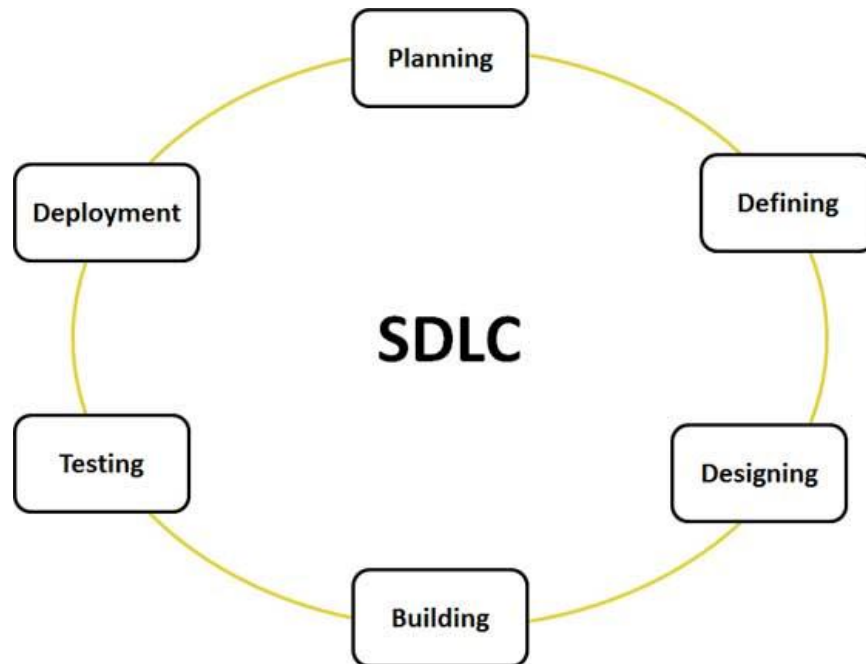 Planning
Defining
Designing
Building
Testing
Deployment
SDLC